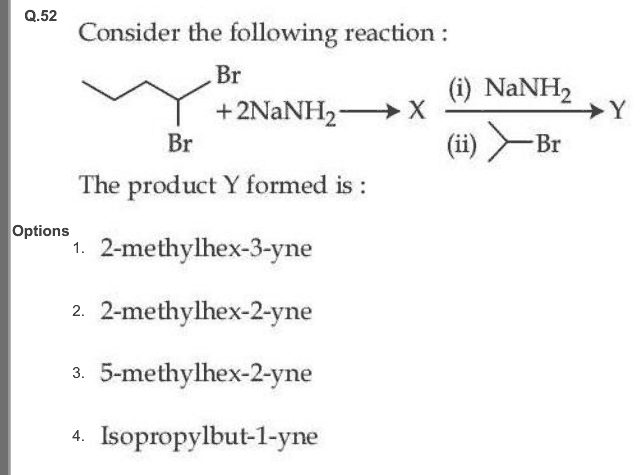 Q.52
Consider the following reaction :
Br
Br
+2NaNH₂ → X
(i) NaNH₂
(ii) Br
→ Y
The product Y formed is :
Options
1. 2-methylhex-3-yne
2. 2-methylhex-2-yne
3. 5-methylhex-2-yne
4. Isopropylbut-1-yne